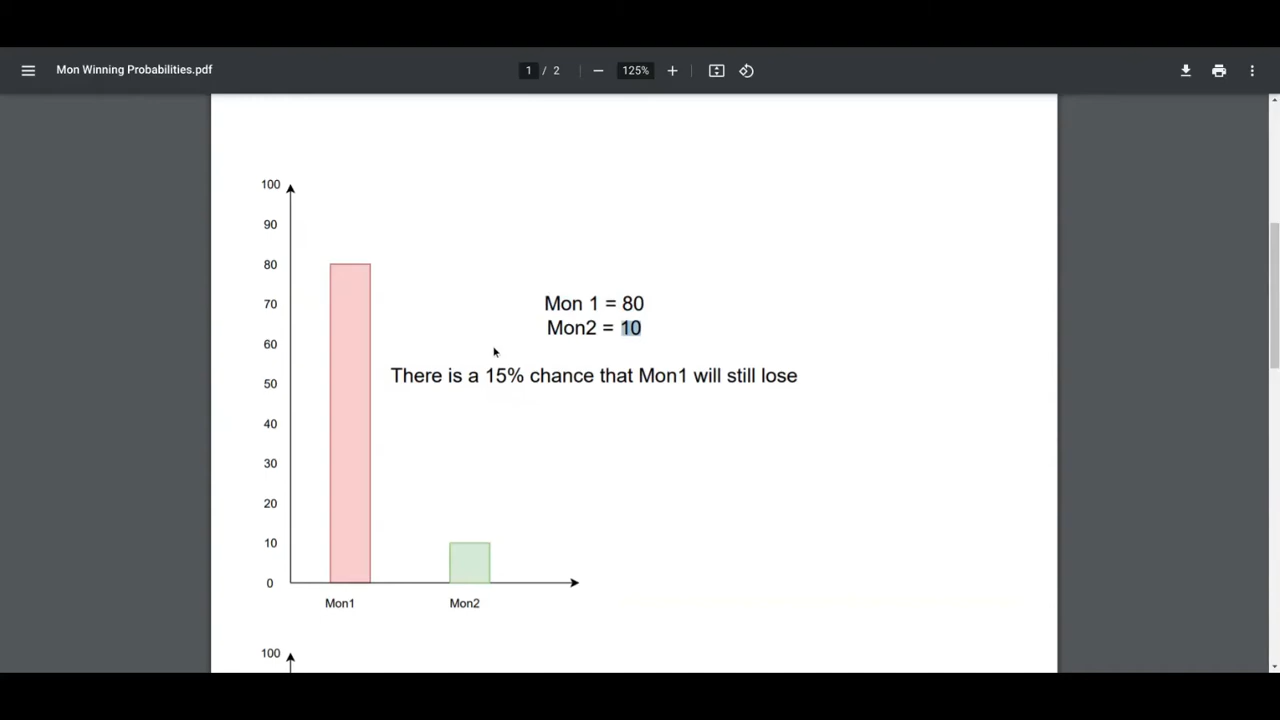 Mon Winning Probabilities.pdf
1 / 2
125%
100
90
80
70
60
50
40
30
20
10
0
Mon 1 = 80
Mon2 = 10
There is a 15% chance that Mon1 will still lose
Mon1
Mon2
100